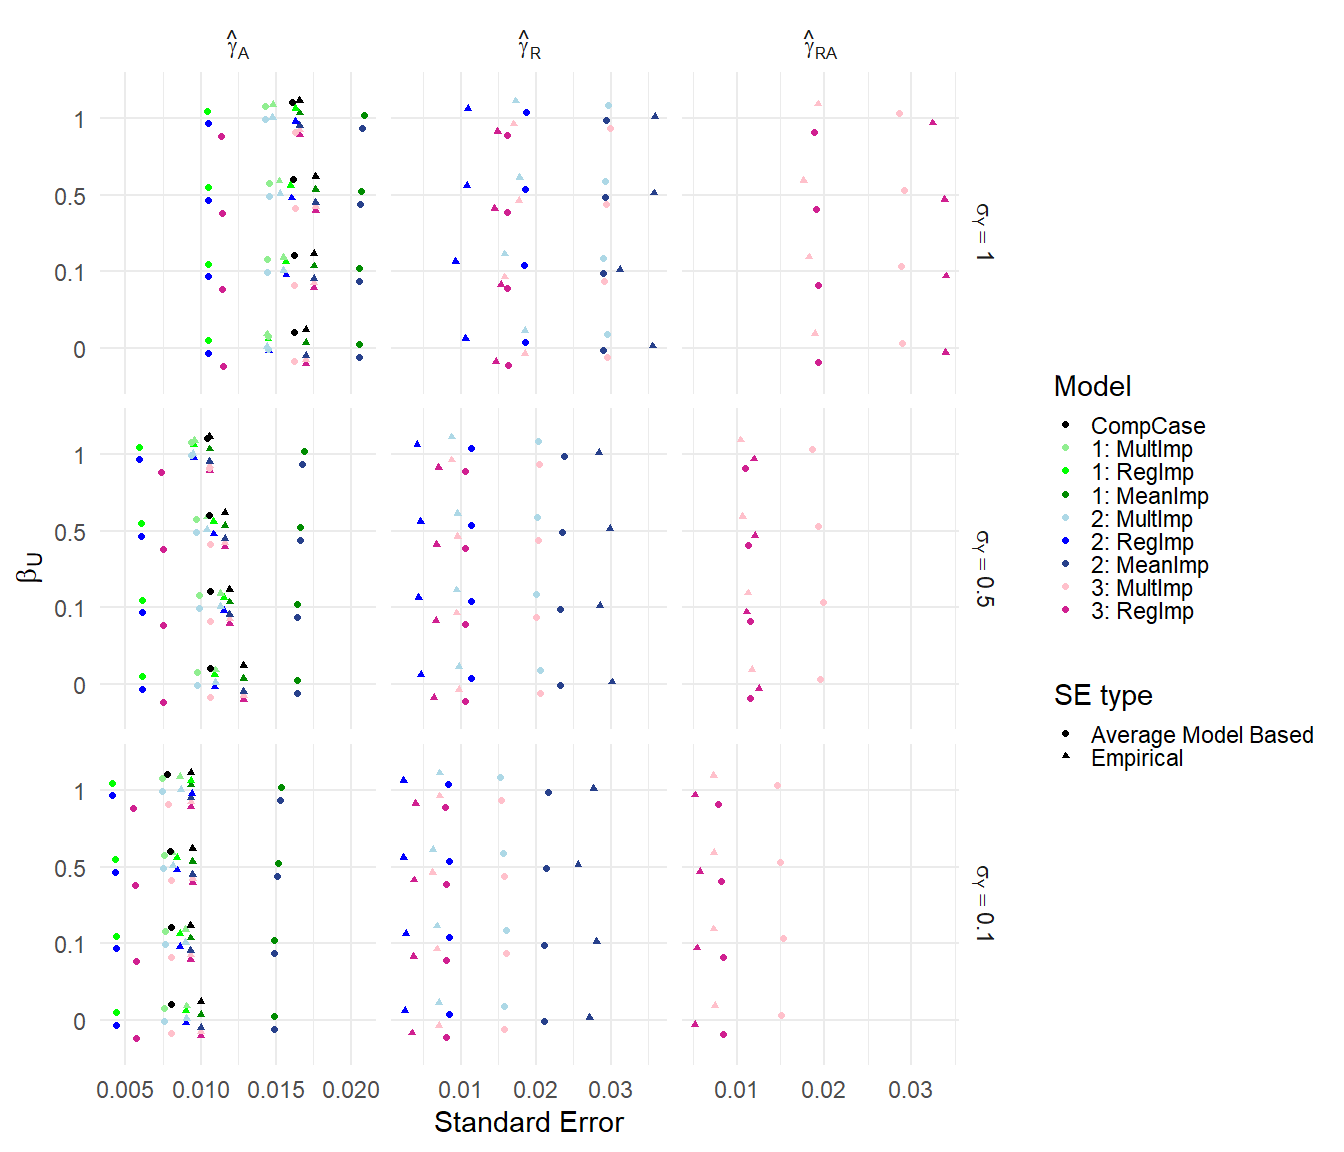 γ̂A
γ̂R
γ̂RA
1
0.5
0.1
0
σY = 1
1
0.5
0.1
0
σY = 0.5
1
0.5
0.1
0
σY = 0.1
βU
0.005 0.010 0.015 0.020
0.01 0.02 0.03
0.01 0.02 0.03
Standard Error
Model
CompCase
1: MultImp
1: RegImp
1: MeanImp
2: MultImp
2: RegImp
2: MeanImp
3: MultImp
3: RegImp
SE type
Average Model Based
Empirical